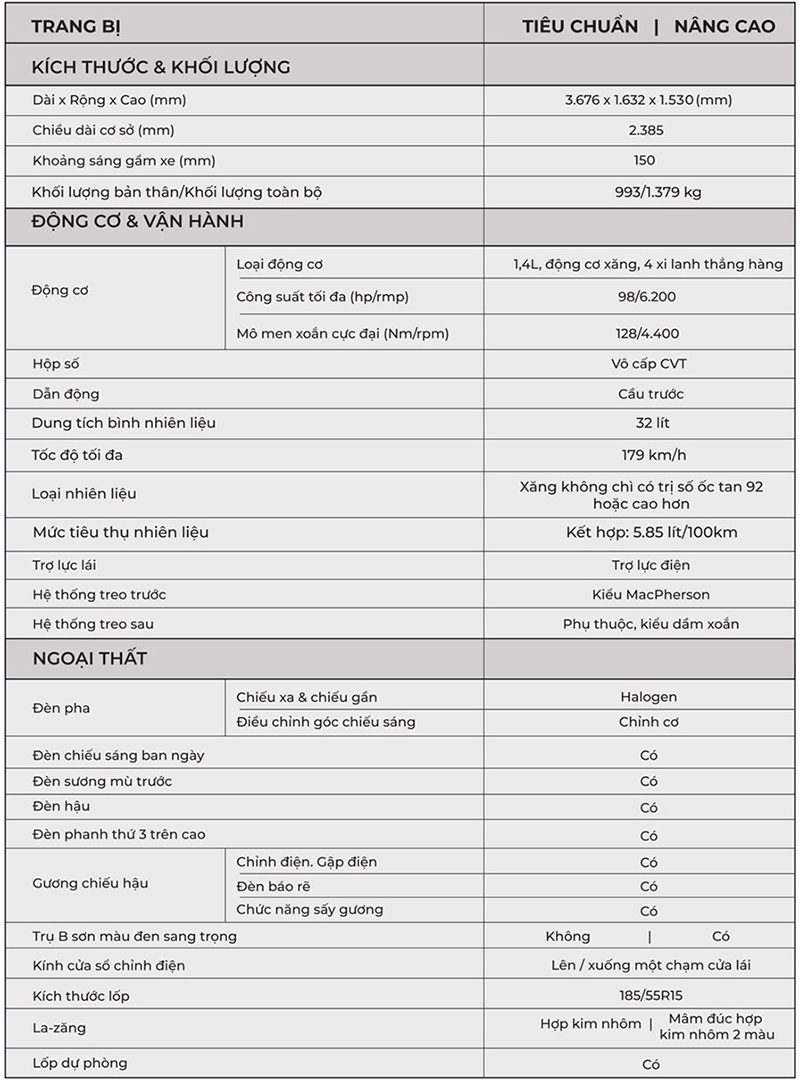 TRANG BỊ TIÊU CHUẨN | NÂNG CAO
KÍCH THƯỚC & KHỐI LƯỢNG
Dài x Rộng x Cao (mm) 3.676 x 1.632 x 1.530 (mm)
Chiều dài cơ sở (mm) 2.385
Khoảng sáng gầm xe (mm) 150
Khối lượng bản thân/Khối lượng toàn bộ 993/1.379 kg
ĐỘNG CƠ & VẬN HÀNH
Động cơ
Loại động cơ 1,4L, động cơ xăng, 4 xi lanh thẳng hàng
Công suất tối đa (hp/rmp) 98/6.200
Mô men xoắn cực đại (Nm/rpm) 128/4.400
Hộp số Vô cấp CVT
Dẫn động Cầu trước
Dung tích bình nhiên liệu 32 lít
Tốc độ tối đa 179 km/h
Loại nhiên liệu Xăng không chì có trị số ốc tan 92
hoặc cao hơn
Mức tiêu thụ nhiên liệu Kết hợp: 5.85 lít/100km
Trợ lực lái Trợ lực điện
Hệ thống treo trước Kiểu MacPherson
Hệ thống treo sau Phụ thuộc, kiểu dầm xoắn
NGOẠI THẤT
Đèn pha
Chiếu xa & chiếu gần Halogen
Điều chỉnh góc chiếu sáng Chỉnh cơ
Đèn chiếu sáng ban ngày Có
Đèn sương mù trước Có
Đèn hậu Có
Đèn phanh thứ 3 trên cao Có
Gương chiếu hậu
Chỉnh điện. Gập điện Có
Đèn báo rẽ Có
Chức năng sấy gương Có
Trụ B sơn màu đen sang trọng Không | Có
Kính cửa sổ chỉnh điện Lên / xuống một chạm cửa lái
Kích thước lốp 185/55R15
La-zăng Hợp kim nhôm | Mâm đúc hợp
kim nhôm 2 màu
Lốp dự phòng Có